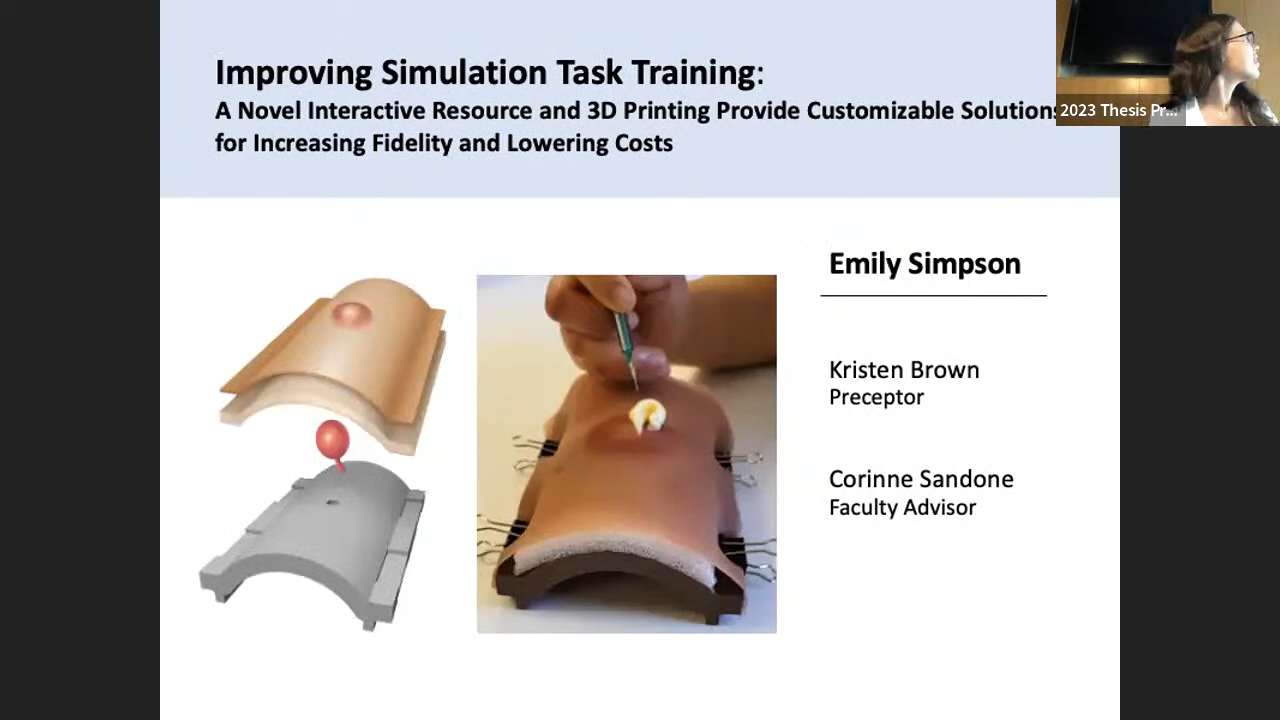 Improving Simulation Task Training:
A Novel Interactive Resource and 3D Printing Provide Customizable Solutions
for Increasing Fidelity and Lowering Costs
2023 Thesis Pr...
Emily Simpson
Kristen Brown
Preceptor
Corinne Sandone
Faculty Advisor